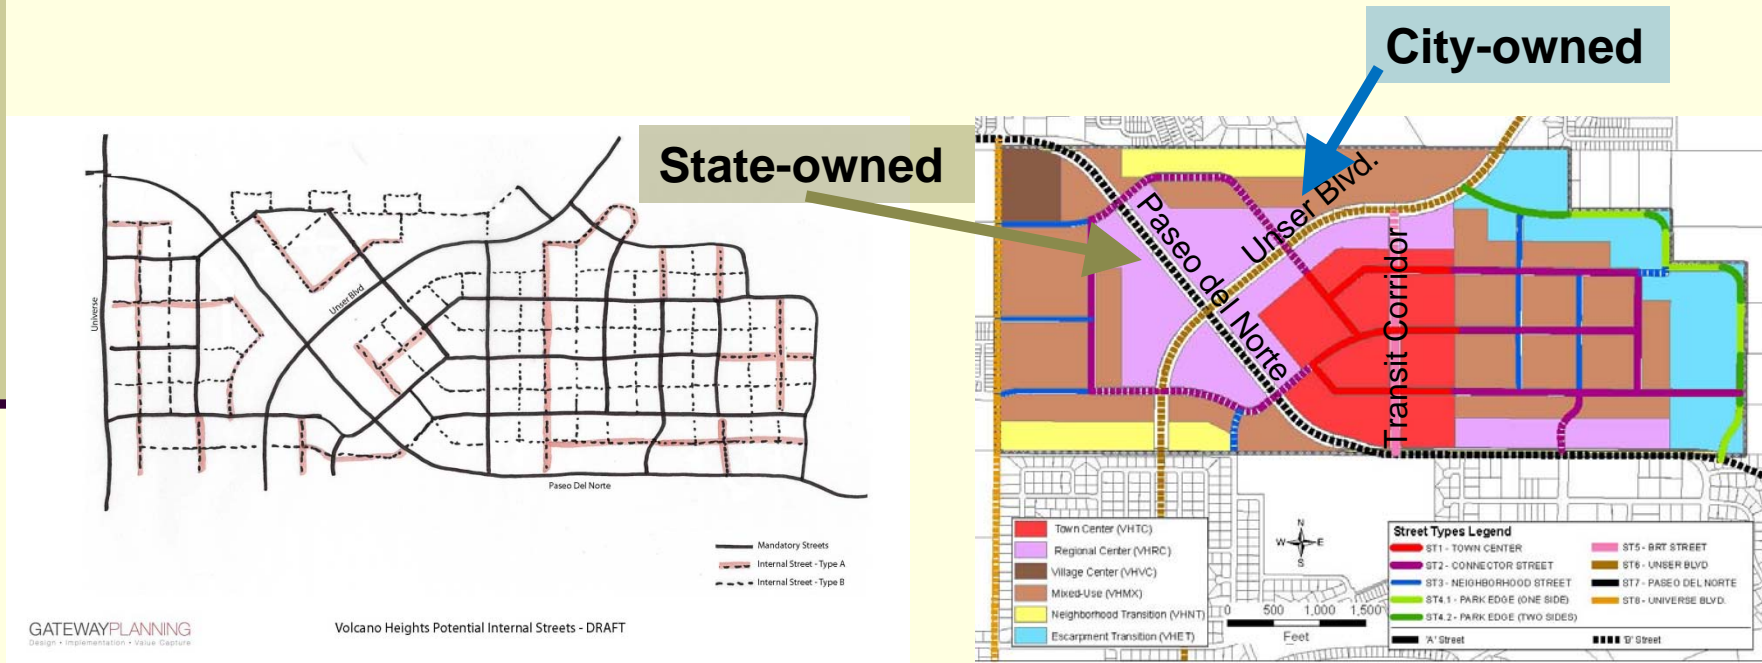 City-owned
State-owned
Universe
Unser Blvd
Paseo Del Norte
Mandatory Streets
Internal Street - Type A
Internal Street - Type B
GATEWAYPLANNING
Design • Implementation • Value Capture
Volcano Heights Potential Internal Streets - DRAFT
Paseo del Norte
Unser Blvd.
Transit Corridor
Town Center (VHTC)
Regional Center (VHRC)
Village Center (VHVC)
Mixed-Use (VHMX)
Neighborhood Transition (VHNT)
Escarpment Transition (VHET)
N
W E
S
0 500 1,000 1,500
Feet
Street Types Legend
ST1 - TOWN CENTER
ST2 - CONNECTOR STREET
ST3 - NEIGHBORHOOD STREET
ST4.1 - PARK EDGE (ONE SIDE)
ST4.2 - PARK EDGE (TWO SIDES)
ST5 - BRT STREET
ST6 - UNSER BLVD
ST7 - PASEO DEL NORTE
ST8 - UNIVERSE BLVD.
'A' Street
'B' Street